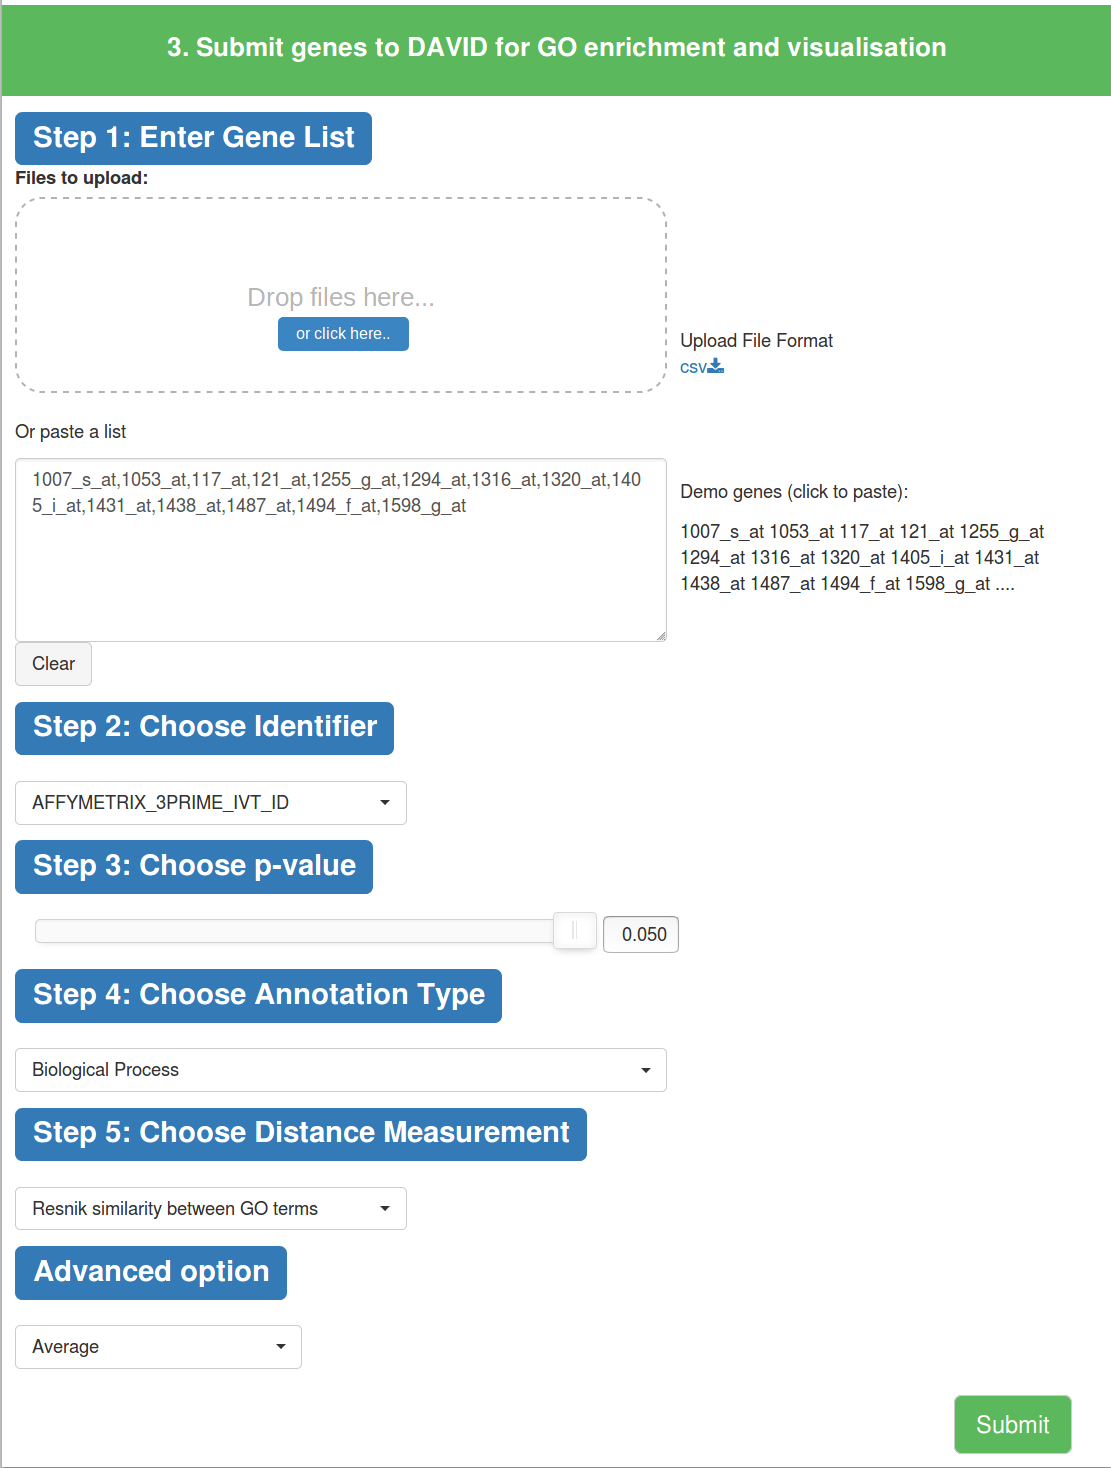 3. Submit genes to DAVID for GO enrichment and visualisation
Step 1: Enter Gene List
Files to upload:
Drop files here...
or click here..
Upload File Format
csv
Or paste a list
1007_s_at,1053_at,117_at,121_at,1255_g_at,1294_at,1316_at,1320_at,140
5_i_at,1431_at,1438_at,1487_at,1494_f_at,1598_g_at
Demo genes (click to paste):
1007_s_at 1053_at 117_at 121_at 1255_g_at
1294_at 1316_at 1320_at 1405_i_at 1431_at
1438_at 1487_at 1494_f_at 1598_g_at ....
Clear
Step 2: Choose Identifier
AFFYMETRIX_3PRIME_IVT_ID
Step 3: Choose p-value
0.050
Step 4: Choose Annotation Type
Biological Process
Step 5: Choose Distance Measurement
Resnik similarity between GO terms
Advanced option
Average
Submit